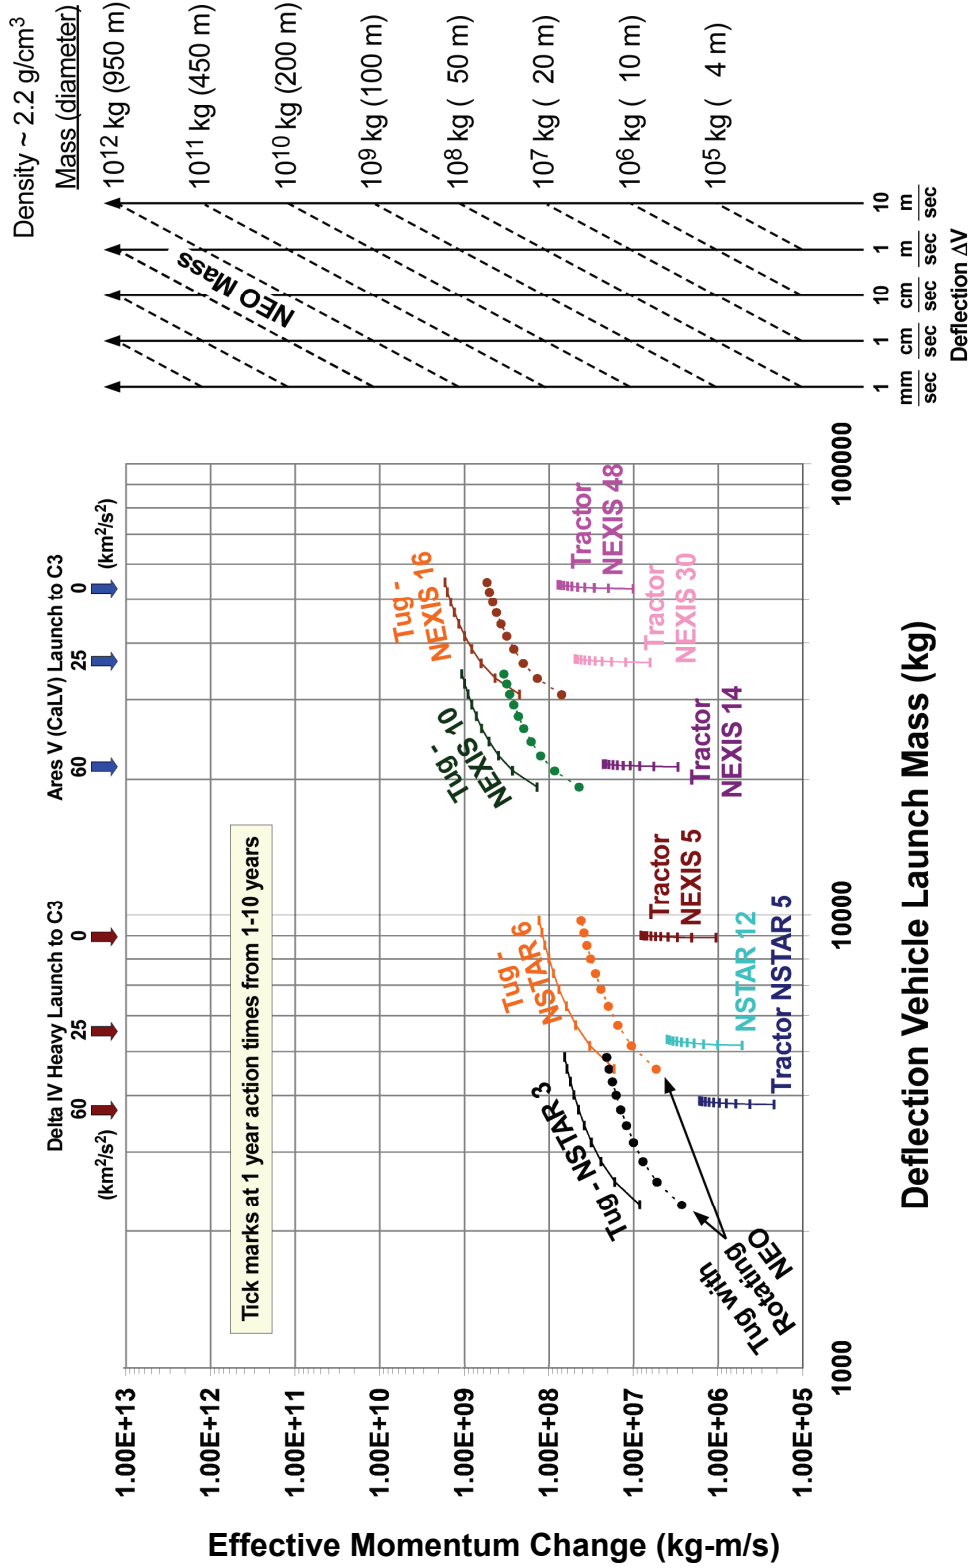 Delta IV Heavy Launch to C3
(km²/s²)
60
25
0
Ares V (CaLV) Launch to C3
(km²/s²)
60
25
0
Density ~ 2.2 g/cm³
Mass (diameter)
10¹² kg (950 m)
10¹¹ kg (450 m)
10¹⁰ kg (200 m)
10⁹ kg (100 m)
10⁸ kg ( 50 m)
10⁷ kg ( 20 m)
10⁶ kg ( 10 m)
10⁵ kg ( 4 m)
NEO Mass
1
mm
sec
1
cm
sec
10
cm
sec
1
m
sec
10
m
sec
Deflection ΔV
Tick marks at 1 year action times from 1-10 years
Tug -
NEXIS 16
Tug -
NEXIS 10
Tug -
NSTAR 6
Tug - NSTAR 3
Tractor
NEXIS 48
Tractor
NEXIS 30
Tractor
NEXIS 14
Tractor
NEXIS 5
NSTAR 12
Tractor NSTAR 5
Tug with
Rotating
NEO
1.00E+13
1.00E+12
1.00E+11
1.00E+10
1.00E+09
1.00E+08
1.00E+07
1.00E+06
1.00E+05
Effective Momentum Change (kg-m/s)
1000
10000
100000
Deflection Vehicle Launch Mass (kg)